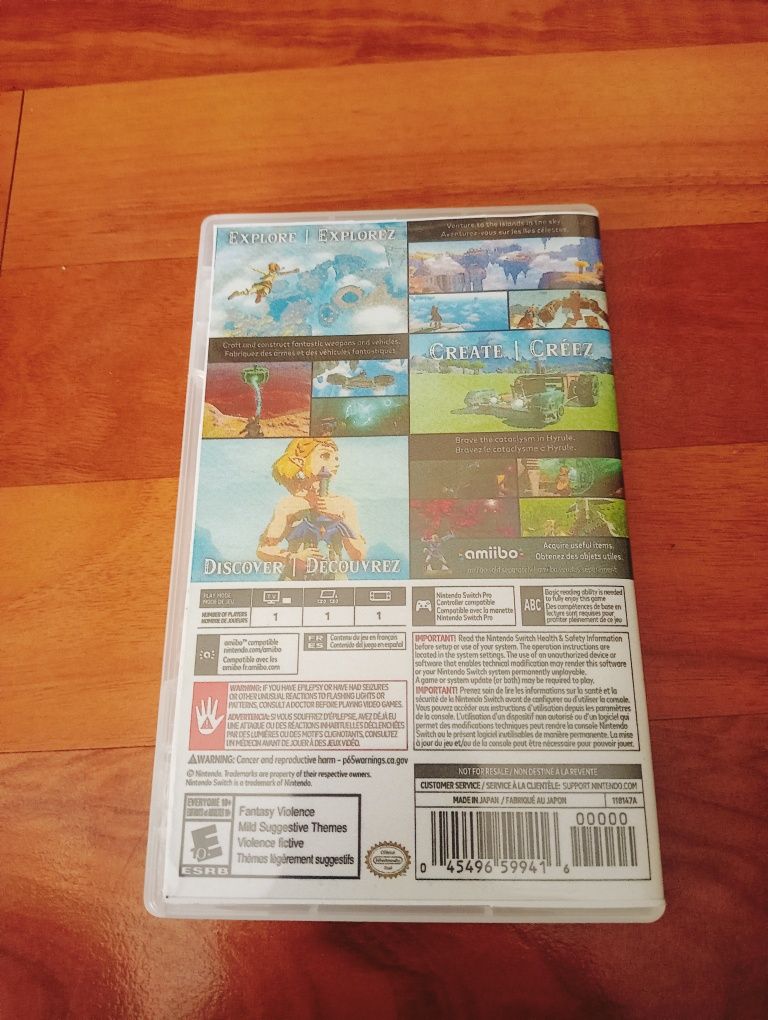 EXPLORE | EXPLOREZ
Venture to the islands in the sky.
Aventurez-vous sur les îles célestes.
Craft and construct fantastic weapons and vehicles.
Fabriquez des armes et des véhicules fantastiques.
CREATE | CRÉEZ
Brave the cataclysm in Hyrule.
Bravez le cataclysme à Hyrule.
DISCOVER | DÉCOUVREZ
amiibo
Acquire useful items.
Obtenez des objets utiles.
PLAY MODE
MODE DE JEU
TV
NUMBER OF PLAYERS
NOMBRE DE JOUEURS
1
1
1
Nintendo Switch Pro
Controller compatible
Compatible avec la manette
Nintendo Switch Pro
ABC
Basic reading ability is needed
to fully enjoy this game
Des compétences de base en
lecture sont requises pour
profiter pleinement de ce jeu
amiibo™ compatible
nintendo.com/amiibo
Compatible avec les
amiibo fr.amiibo.com
FR
ES
Contenu du jeu en français
Contenido del juego en español
IMPORTANT! Read the Nintendo Switch Health & Safety Information
before setup or use of your system. The operation instructions are
located in the system settings. The use of an unauthorized device or
software that enables technical modification may render this software
or your Nintendo Switch system permanently unplayable.
A game or system update (or both) may be required to play.
IMPORTANT! Prenez soin de lire les informations sur la santé et la
sécurité de la Nintendo Switch avant de configurer ou d'utiliser la console.
Vous pouvez accéder aux instructions d'utilisation depuis les paramètres
de la console. L'utilisation d'un dispositif non autorisé ou d'un logiciel qui
permet des modifications techniques peut rendre la console Nintendo
Switch ou le présent logiciel inutilisables de manière permanente. La mise
à jour du jeu et/ou de la console peut être nécessaire pour pouvoir jouer.
WARNING: IF YOU HAVE EPILEPSY OR HAVE HAD SEIZURES
OR OTHER UNUSUAL REACTIONS TO FLASHING LIGHTS OR
PATTERNS, CONSULT A DOCTOR BEFORE PLAYING VIDEO GAMES.
ADVERTENCIA: SI VOUS SOUFFREZ D'ÉPILEPSIE, AVEZ DÉJÀ EU
UNE ATTAQUE OU DES RÉACTIONS INHABITUELLES DÉCLENCHÉES
PAR DES LUMIÈRES OU DES MOTIFS CLIGNOTANTS, CONSULTEZ
UN MÉDECIN AVANT DE JOUER À DES JEUX VIDÉO.
WARNING: Cancer and reproductive harm - p65warnings.ca.gov
© Nintendo. Trademarks are property of their respective owners.
Nintendo Switch is a trademark of Nintendo.
NOT FOR RESALE / NON DESTINÉ A LA REVENTE
CUSTOMER SERVICE / SERVICE À LA CLIENTÈLE: SUPPORT.NINTENDO.COM
MADE IN JAPAN / FABRIQUÉ AU JAPON
118147A
EVERYONE 10+
E
10+
ESRB
Fantasy Violence
Mild Suggestive Themes
Violence fictive
Thèmes légèrement suggestifs
Official
Nintendo
Seal
00000
0 45496 59941 6